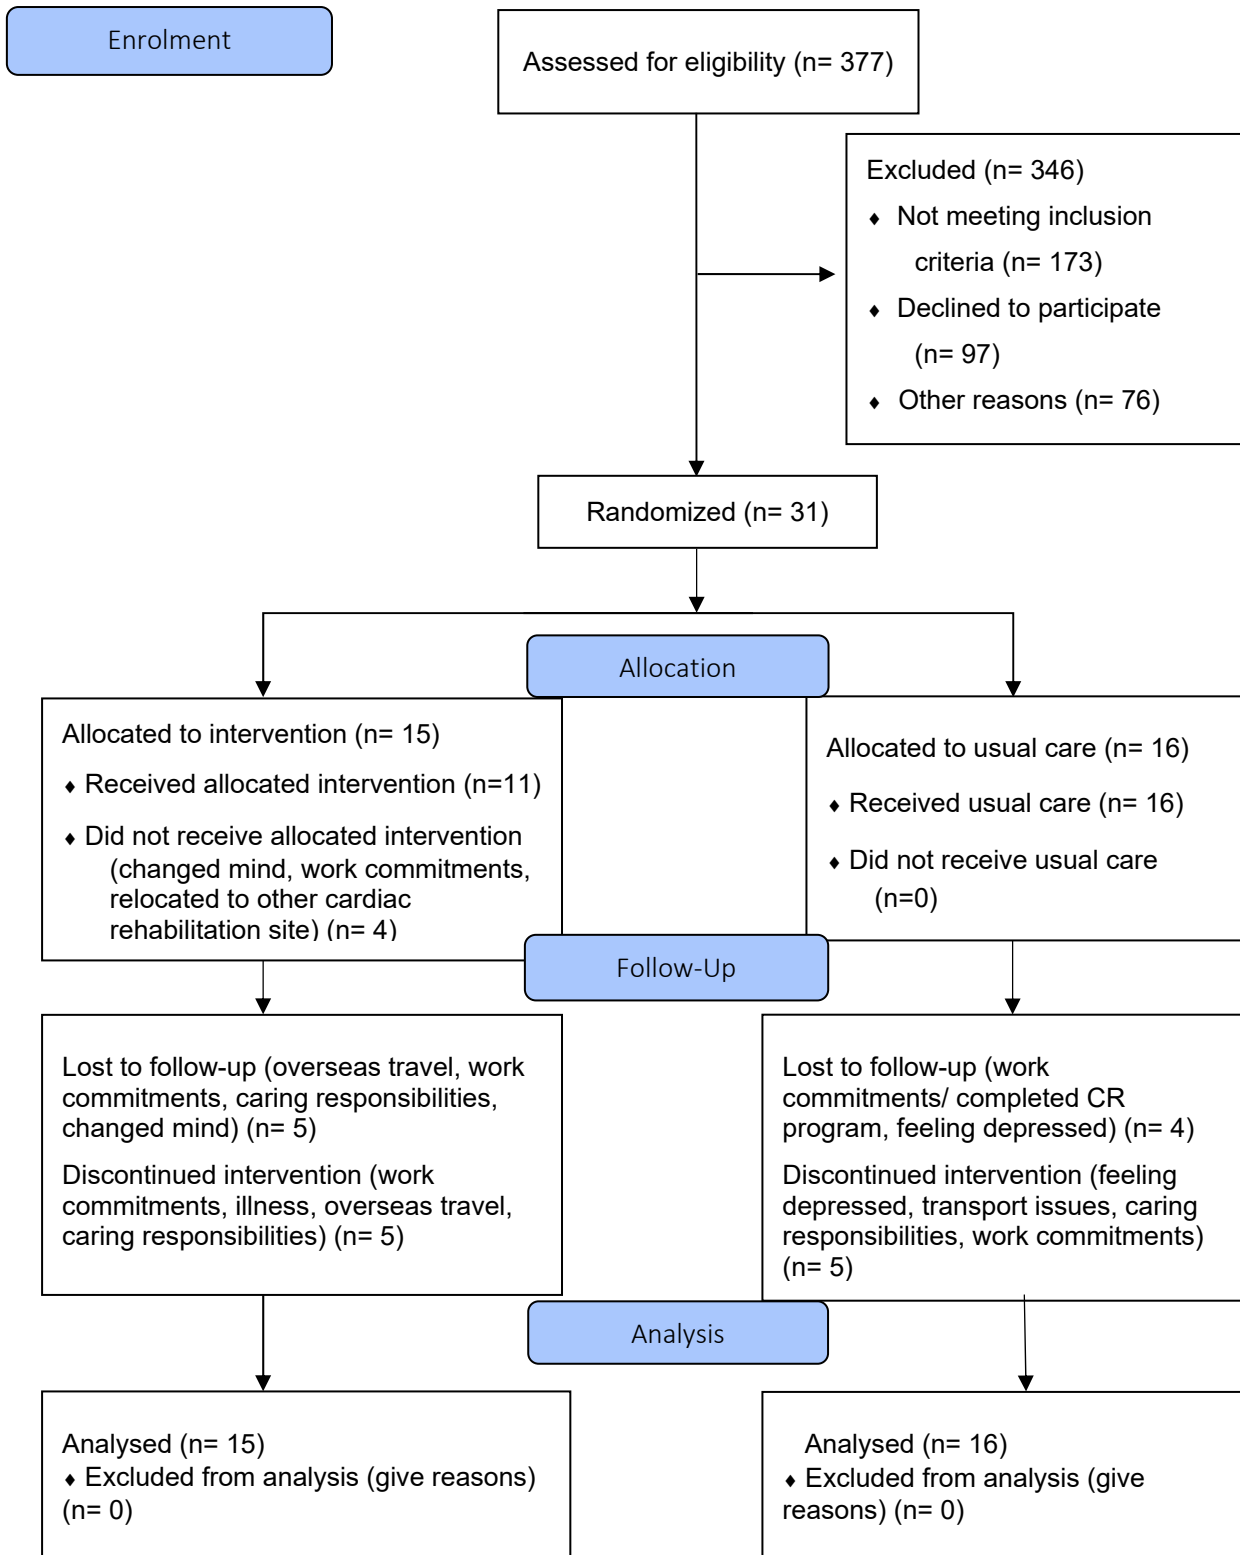 Enrolment
Assessed for eligibility (n= 377)
Excluded (n= 346)
♦ Not meeting inclusion
criteria (n= 173)
♦ Declined to participate
(n= 97)
♦ Other reasons (n= 76)
Randomized (n= 31)
Allocation
Allocated to intervention (n= 15)
♦ Received allocated intervention (n=11)
♦ Did not receive allocated intervention
(changed mind, work commitments,
relocated to other cardiac
rehabilitation site) (n= 4)
Allocated to usual care (n= 16)
♦ Received usual care (n= 16)
♦ Did not receive usual care
(n=0)
Follow-Up
Lost to follow-up (overseas travel, work
commitments, caring responsibilities,
changed mind) (n= 5)
Discontinued intervention (work
commitments, illness, overseas travel,
caring responsibilities) (n= 5)
Lost to follow-up (work
commitments/ completed CR
program, feeling depressed) (n= 4)
Discontinued intervention (feeling
depressed, transport issues, caring
responsibilities, work commitments)
(n= 5)
Analysis
Analysed (n= 15)
♦ Excluded from analysis (give reasons)
(n= 0)
Analysed (n= 16)
♦ Excluded from analysis (give
reasons) (n= 0)